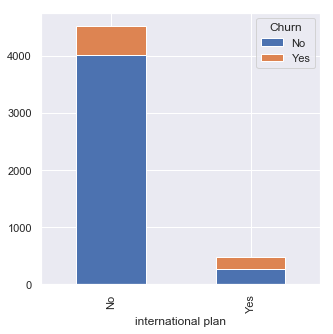 Churn
No
Yes
4000
3000
2000
1000
0
No
Yes
international plan